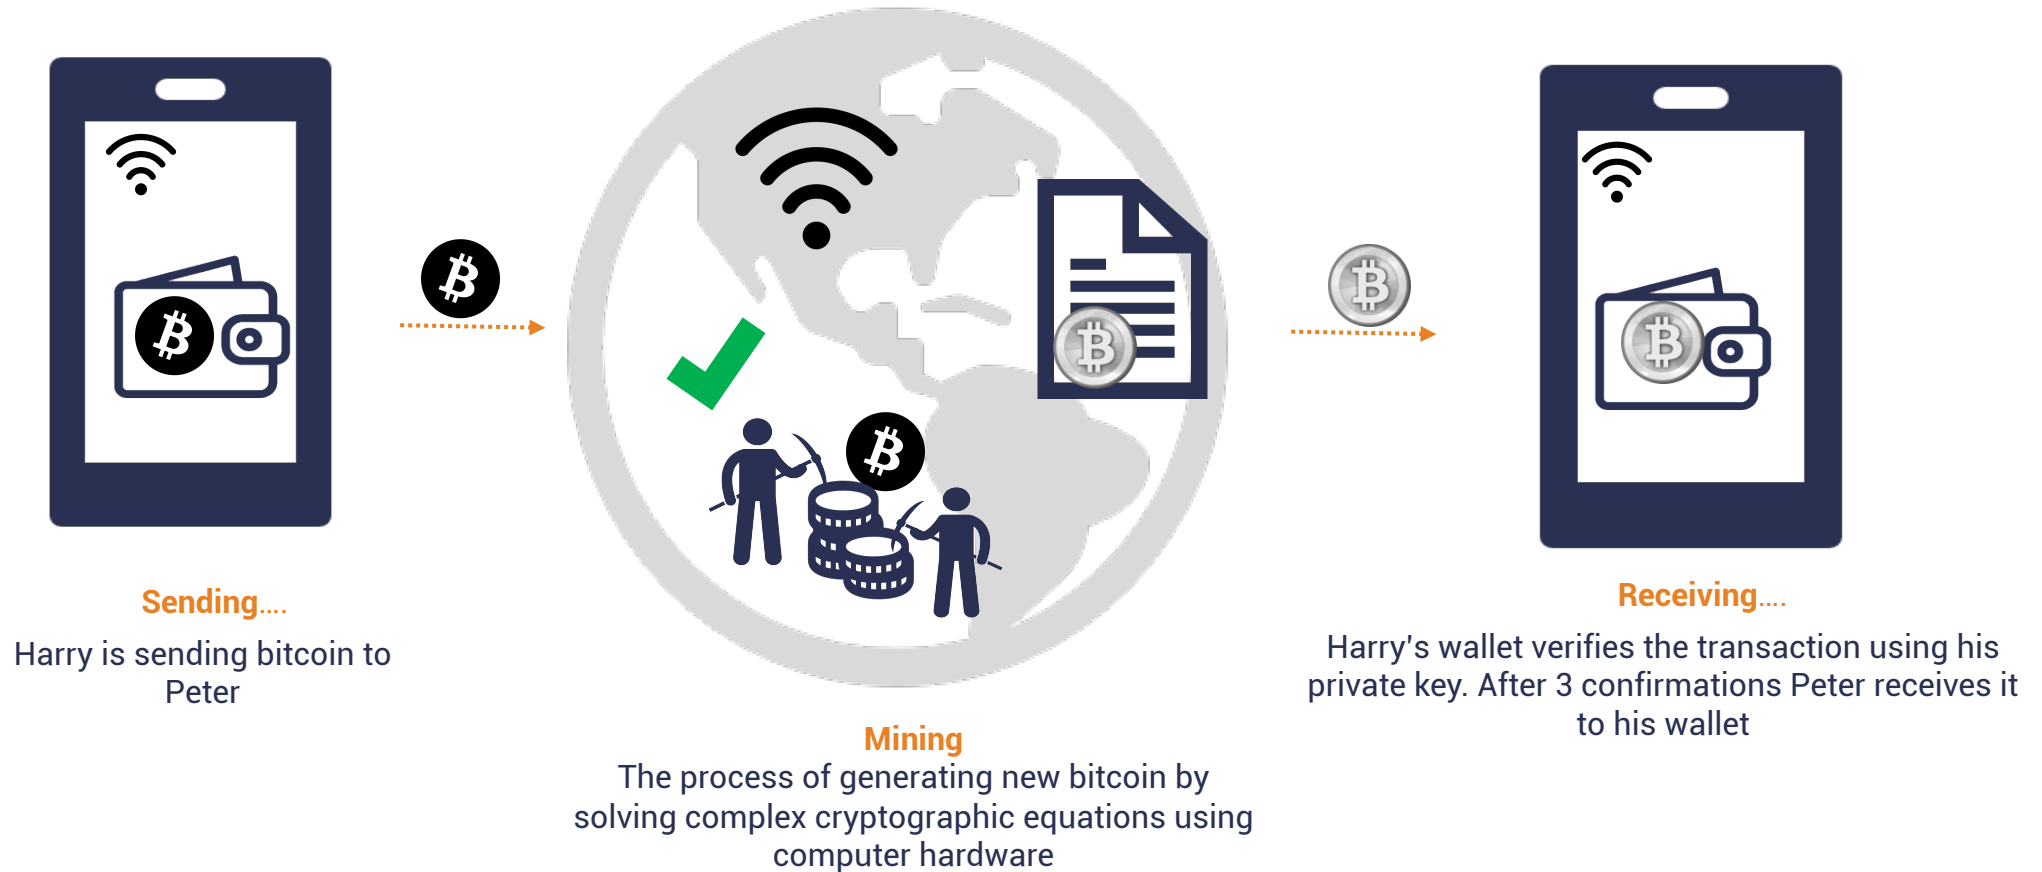 Sending....
Harry is sending bitcoin to
Peter
Mining
The process of generating new bitcoin by
solving complex cryptographic equations using
computer hardware
Receiving....
Harry's wallet verifies the transaction using his
private key. After 3 confirmations Peter receives it
to his wallet